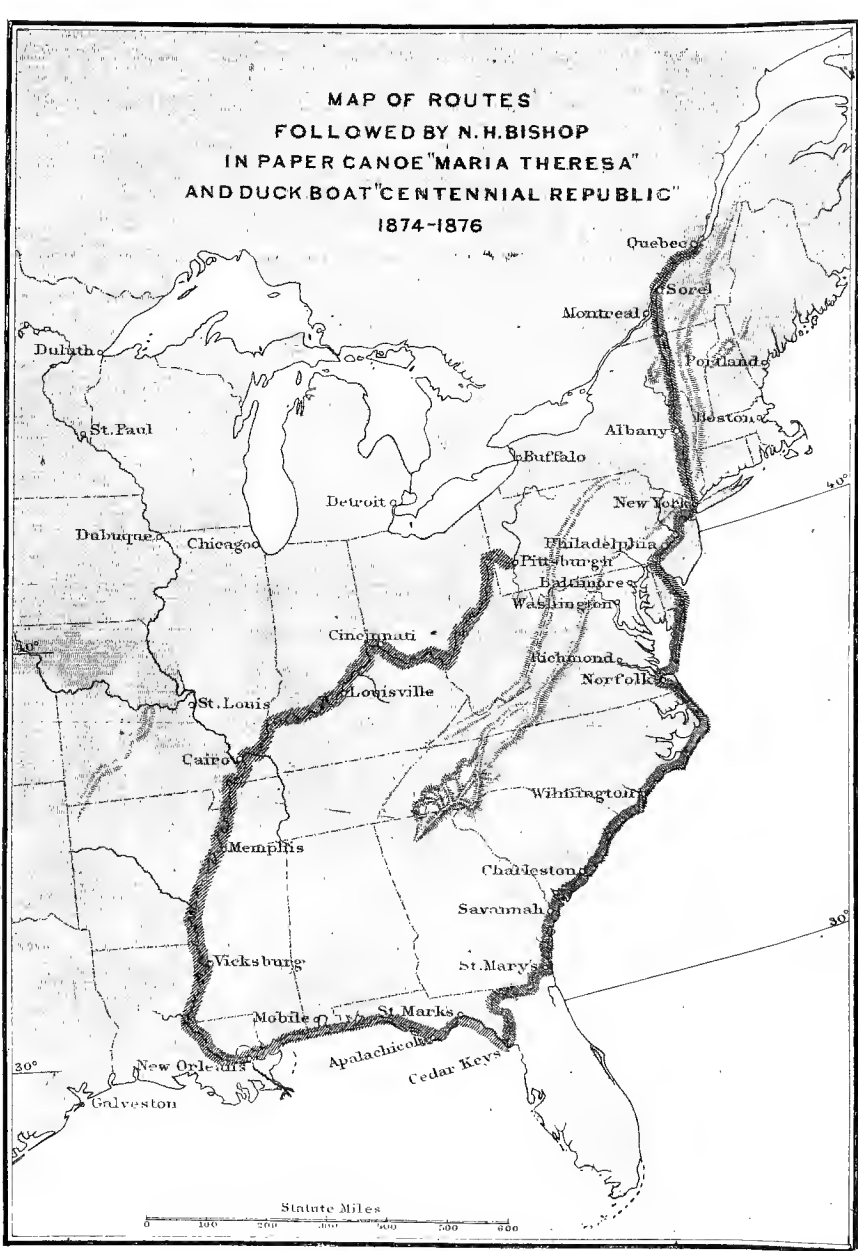 MAP OF ROUTES
FOLLOWED BY N.H.BISHOP
IN PAPER CANOE "MARIA THERESA"
AND DUCK BOAT "CENTENNIAL REPUBLIC"
1874-1876
Quebec
Sorel
Montreal
Duluth
Portland
St.Paul
Albany
Boston
Buffalo
40°
Detroit
New York
Dubuque
Chicago
Philadelphia
Pittsburgh
Baltimore
Washington
Cincinnati
40°
Richmond
Norfolk
Louisville
St.Louis
Cairo
Wilmington
Memphis
Charleston
Savannah
30°
Vicksburg
St.Mary's
Mobile
St.Marks
Apalachicola
New Orleans
Cedar Keys
30°
Galveston
Statute Miles
0 100 200 300 400 500 600